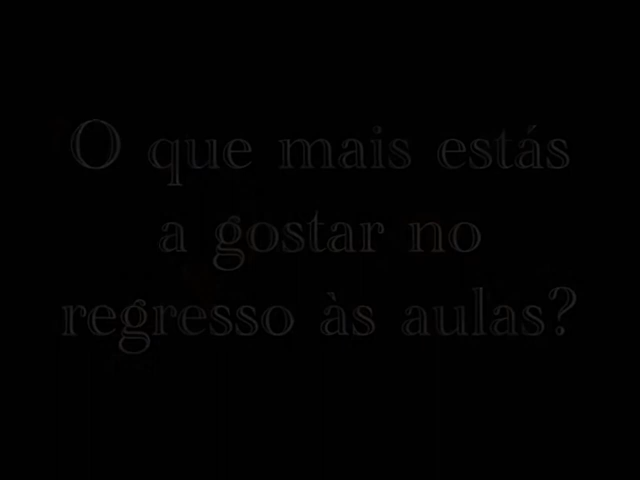 O que mais estás
a gostar no
regresso às aulas?